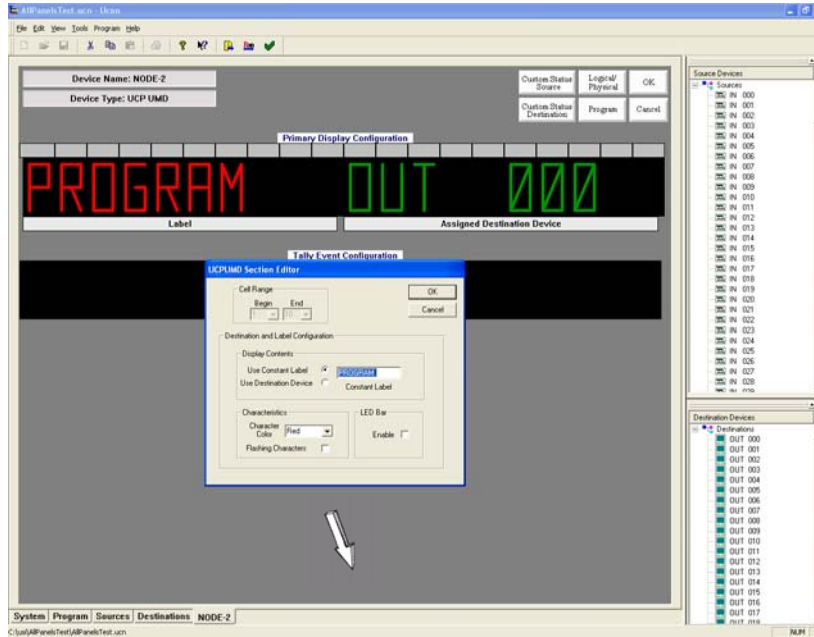 AllPanelsTest.ucn - Ucon
File Edit View Tools Program Help
Device Name: NODE-2
Device Type: UCP UMD
Custom Status Source
Logical/ Physical
OK
Custom Status Destination
Program
Cancel
Primary Display Configuration
PROGRAM OUT 000
Label
Assigned Destination Device
Tally Event Configuration
UCPUMD Section Editor
Cell Range
Begin End
OK
Cancel
Destination and Label Configuration
Display Contents
Use Constant Label
PROGRAM
Use Destination Device
Constant Label
Characteristics
Character Color
Red
Flashing Characters
LED Bar
Enable
Source Devices
Sources
IN 000
IN 001
IN 002
IN 003
IN 004
IN 005
IN 006
IN 007
IN 008
IN 009
IN 010
IN 011
IN 012
IN 013
IN 014
IN 015
IN 016
IN 017
IN 018
IN 019
IN 020
IN 021
IN 022
IN 023
IN 024
IN 025
IN 026
IN 027
IN 028
IN 029
Destination Devices
Destinations
OUT 000
OUT 001
OUT 002
OUT 003
OUT 004
OUT 005
OUT 006
OUT 007
OUT 008
OUT 009
OUT 010
OUT 011
OUT 012
OUT 013
OUT 014
OUT 015
OUT 016
OUT 017
OUT 018
System Program Sources Destinations NODE-2
C:\usi\AllPanelsTest\AllPanelsTest.ucn
NUM